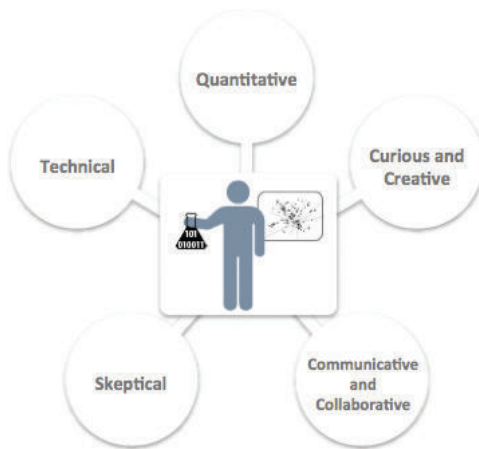 Quantitative
Technical
Curious and
Creative
101
010011
Skeptical
Communicative
and
Collaborative